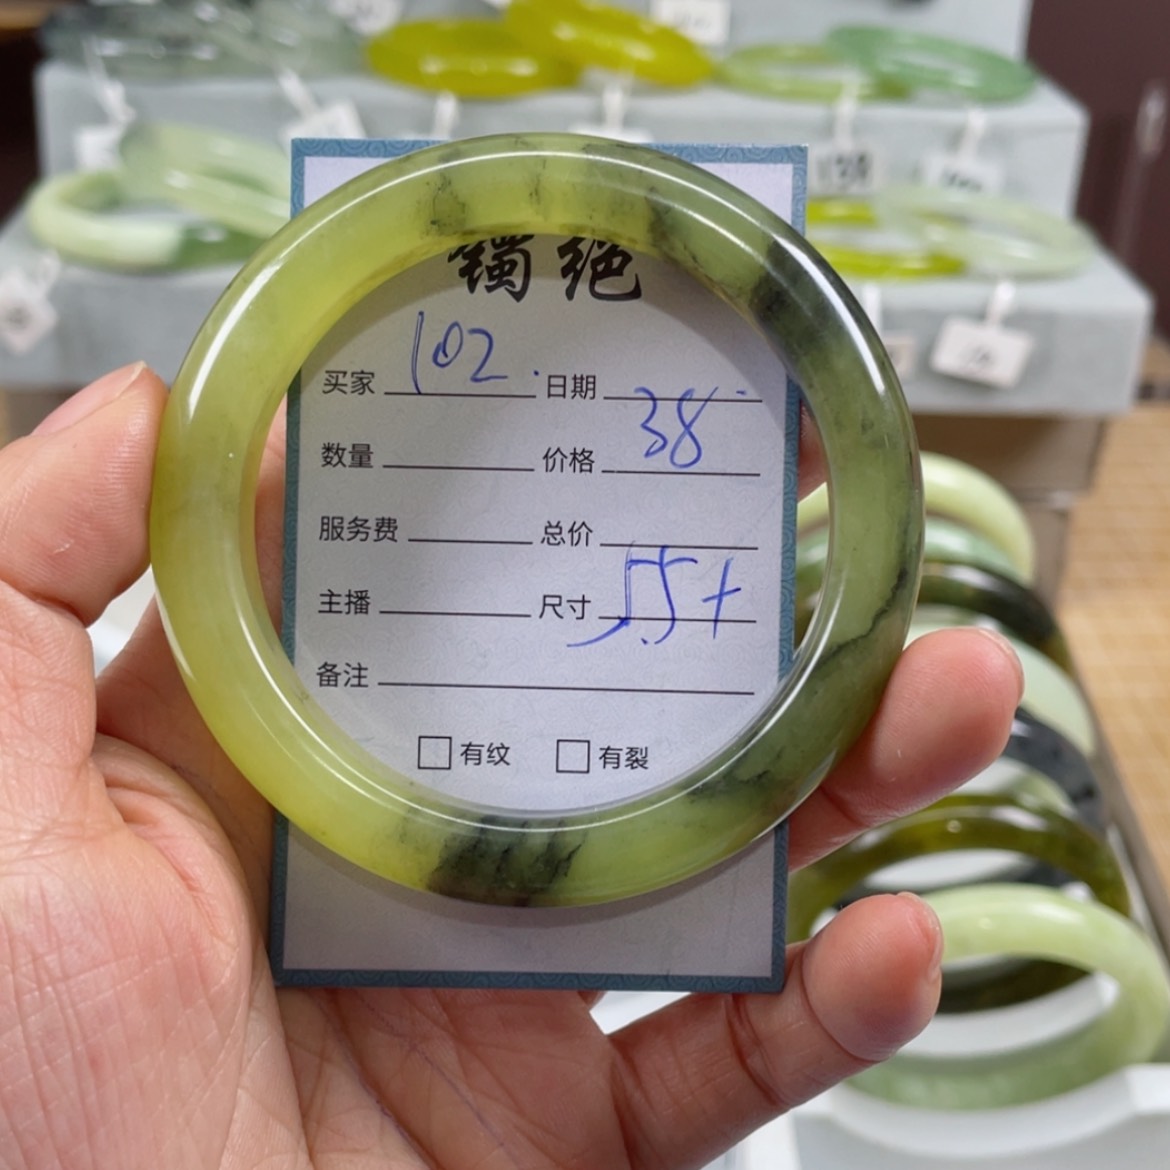 镯绝
买家 102. 日期
数量 价格 38
服务费 总价
主播 尺寸 55+
备注
□有纹 □有裂
138